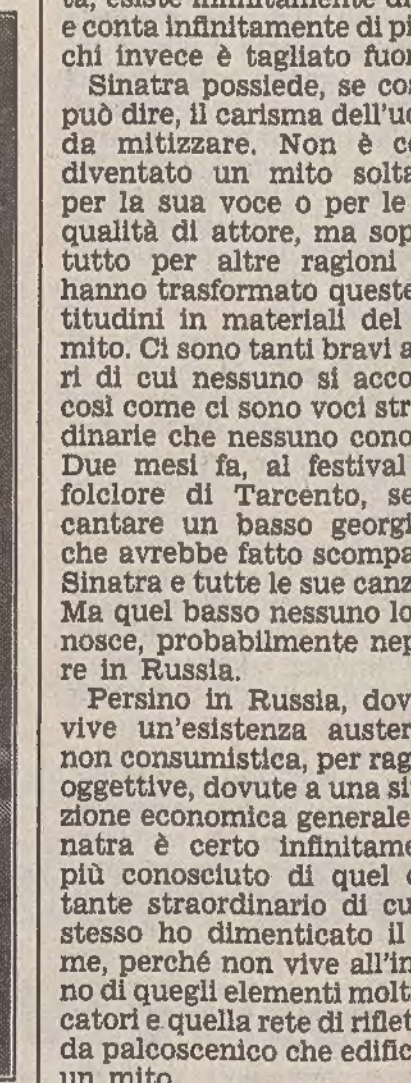 ta, esiste infinitamente di
e conta infinitamente di pi
chi invece è tagliato fuor
Sinatra possiede, se cos
può dire, il carisma dell'uo
da mitizzare. Non è ce
diventato un mito solta
per la sua voce o per le
qualità di attore, ma sop
tutto per altre ragioni
hanno trasformato queste
titudini in materiali del
mito. Ci sono tanti bravi a
ri di cui nessuno si acco
così come ci sono voci str
dinarie che nessuno cono
Due mesi fa, al festival
folclore di Tarcento, se
cantare un basso georgi
che avrebbe fatto scompa
Sinatra e tutte le sue canz
Ma quel basso nessuno lo
nosce, probabilmente nep
re in Russia.
Persino in Russia, dov
vive un'esistenza auster
non consumistica, per rag
oggettive, dovute a una si
zione economica generale
natra è certo infinitame
più conosciuto di quel c
tante straordinario di cu
stesso ho dimenticato il
me, perché non vive all'in
no di quegli elementi molt
catori e quella rete di riflet
da palcoscenico che edific
un mito.